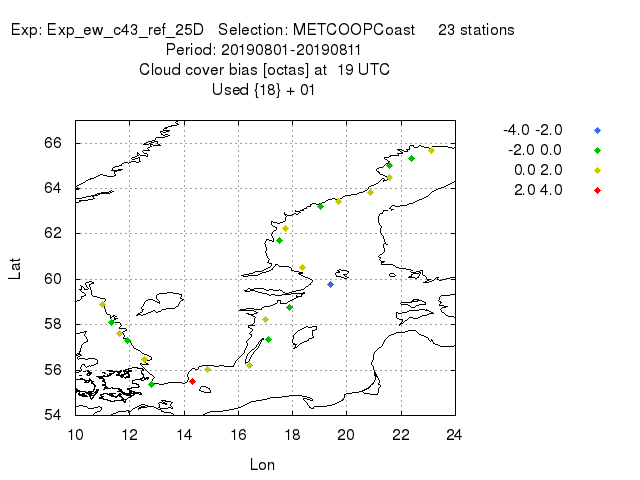 Exp: Exp_ew_c43_ref_25D   Selection: METCOOPCoast     23 stations
Period: 20190801-20190811
Cloud cover bias [octas] at  19 UTC
Used {18} + 01
-4.0 -2.0
-2.0 0.0
0.0 2.0
2.0 4.0
66
64
62
60
58
56
54
Lat
10 12 14 16 18 20 22 24
Lon